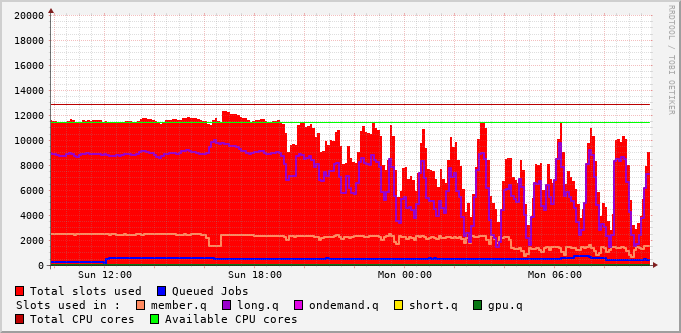 20000
18000
16000
14000
12000
10000
8000
6000
4000
2000
0
Sun 12:00 Sun 18:00 Mon 00:00 Mon 06:00
RRDTOOL / TOBI OETIKER
Total slots used Queued Jobs
Slots used in : member.q long.q ondemand.q short.q gpu.q
Total CPU cores Available CPU cores